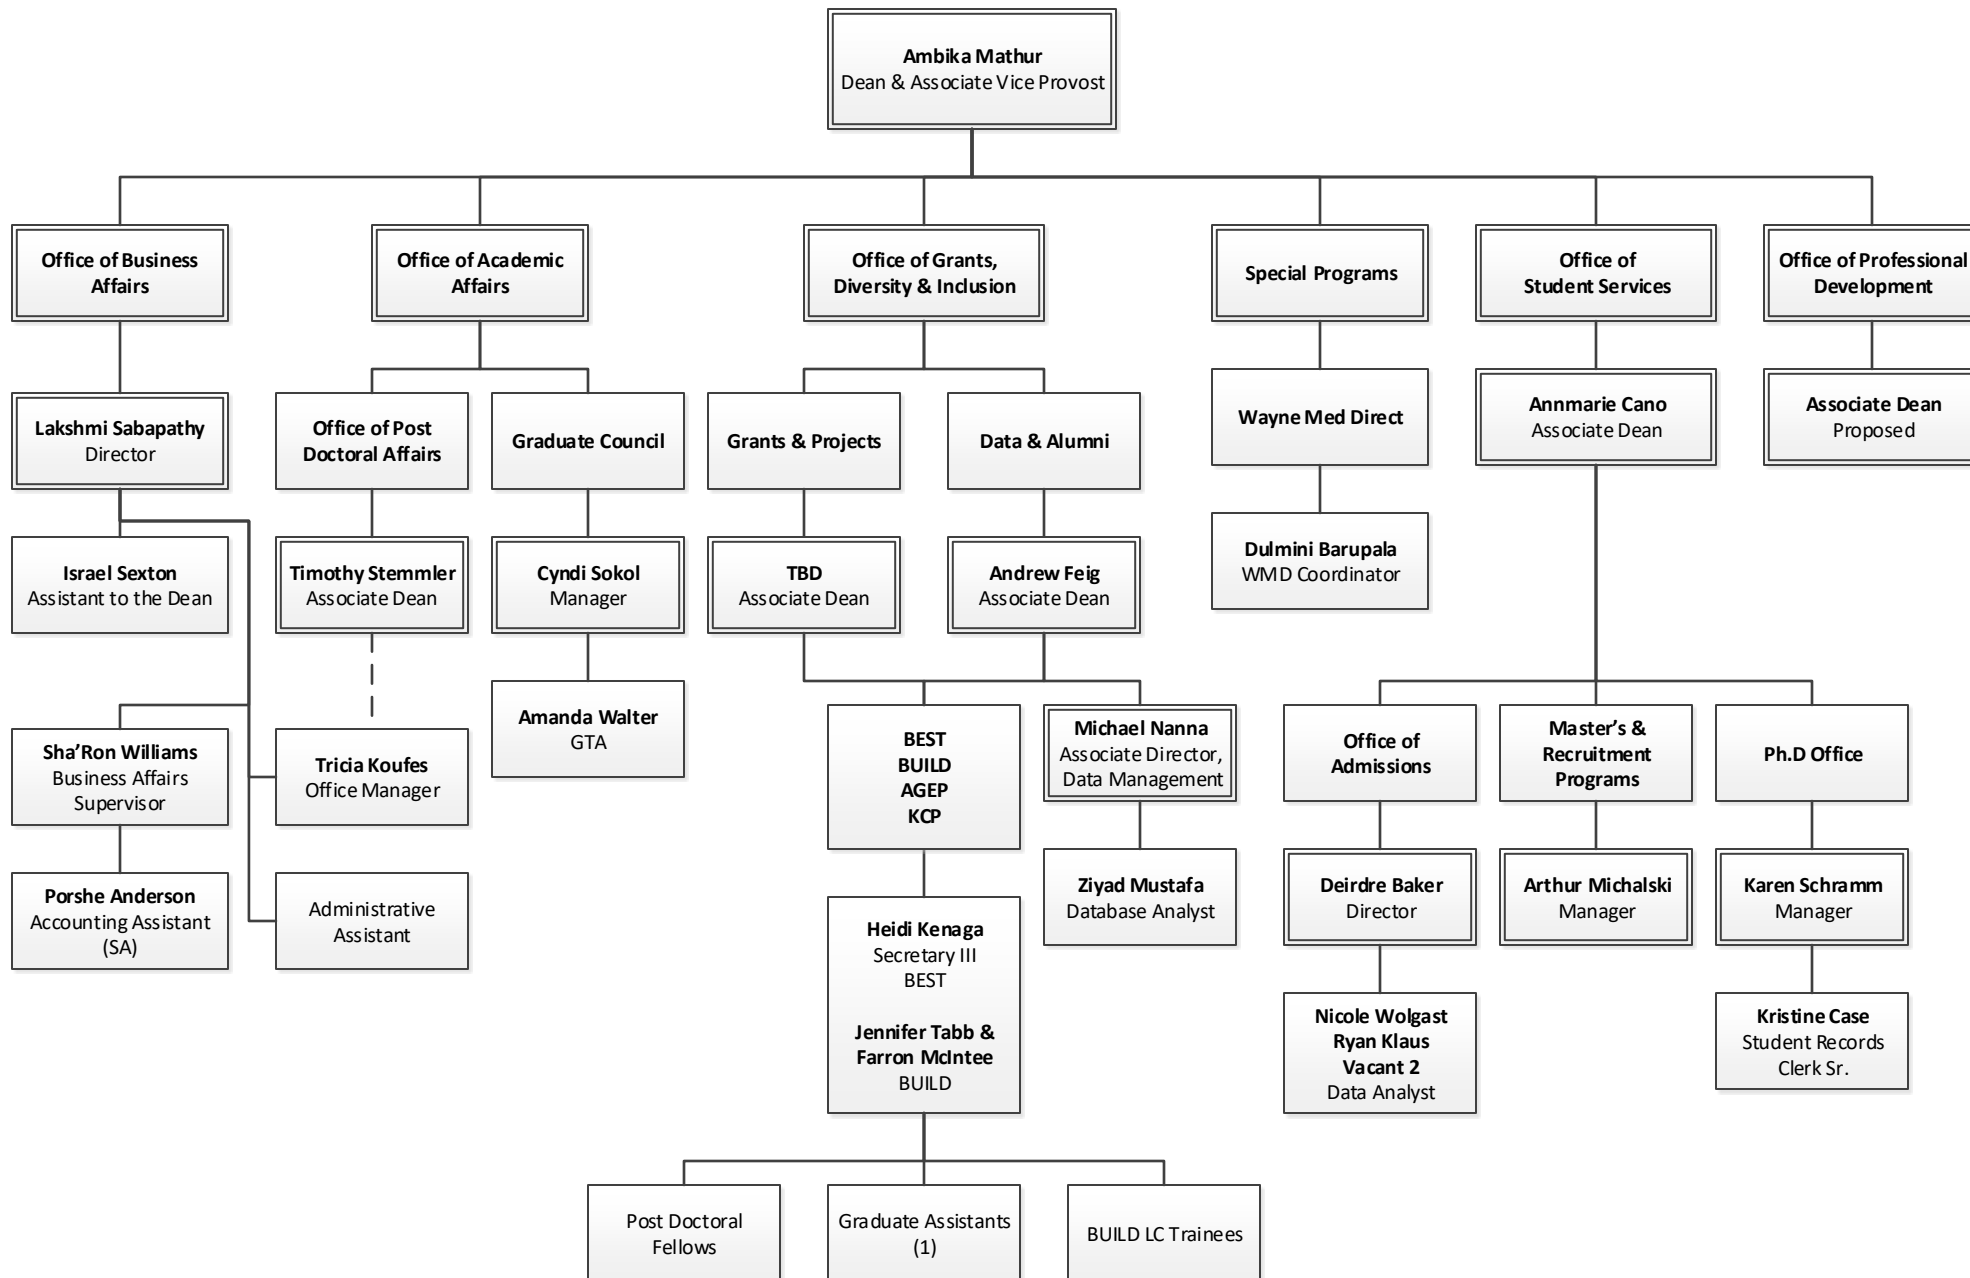 Ambika Mathur
Dean & Associate Vice Provost
Office of Business
Affairs
Office of Academic
Affairs
Office of Grants,
Diversity & Inclusion
Special Programs
Office of
Student Services
Office of Professional
Development
Lakshmi Sabapathy
Director
Office of Post
Doctoral Affairs
Graduate Council
Grants & Projects
Data & Alumni
Wayne Med Direct
Annmarie Cano
Associate Dean
Associate Dean
Proposed
Israel Sexton
Assistant to the Dean
Timothy Stemmler
Associate Dean
Cyndi Sokol
Manager
TBD
Associate Dean
Andrew Feig
Associate Dean
Dulmini Barupala
WMD Coordinator
Sha’Ron Williams
Business Affairs
Supervisor
Tricia Koufes
Office Manager
Amanda Walter
GTA
BEST
BUILD
AGEP
KCP
Michael Nanna
Associate Director,
Data Management
Office of
Admissions
Master’s &
Recruitment
Programs
Ph.D Office
Porshe Anderson
Accounting Assistant
(SA)
Administrative
Assistant
Heidi Kenaga
Secretary III
BEST
Jennifer Tabb &
Farron McIntee
BUILD
Ziyad Mustafa
Database Analyst
Deirdre Baker
Director
Arthur Michalski
Manager
Karen Schramm
Manager
Nicole Wolgast
Ryan Klaus
Vacant 2
Data Analyst
Kristine Case
Student Records
Clerk Sr.
Post Doctoral
Fellows
Graduate Assistants
(1)
BUILD LC Trainees